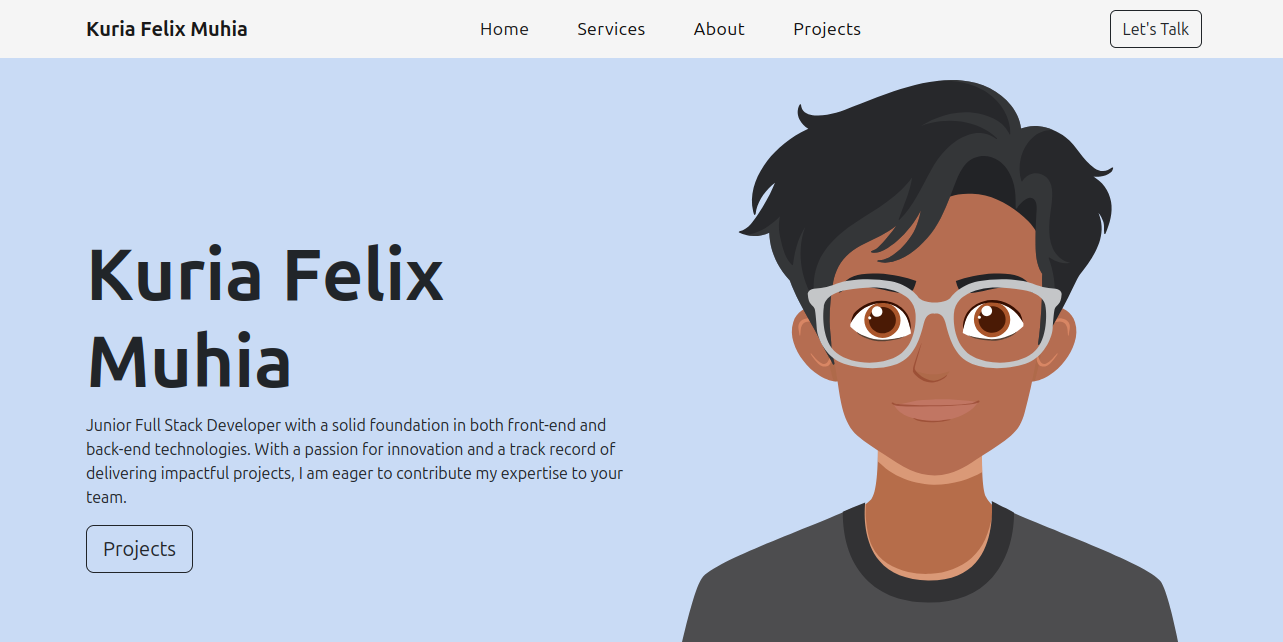 Kuria Felix Muhia
Home
Services
About
Projects
Let's Talk
Kuria Felix
Muhia
Junior Full Stack Developer with a solid foundation in both front-end and
back-end technologies. With a passion for innovation and a track record of
delivering impactful projects, I am eager to contribute my expertise to your
team.
Projects